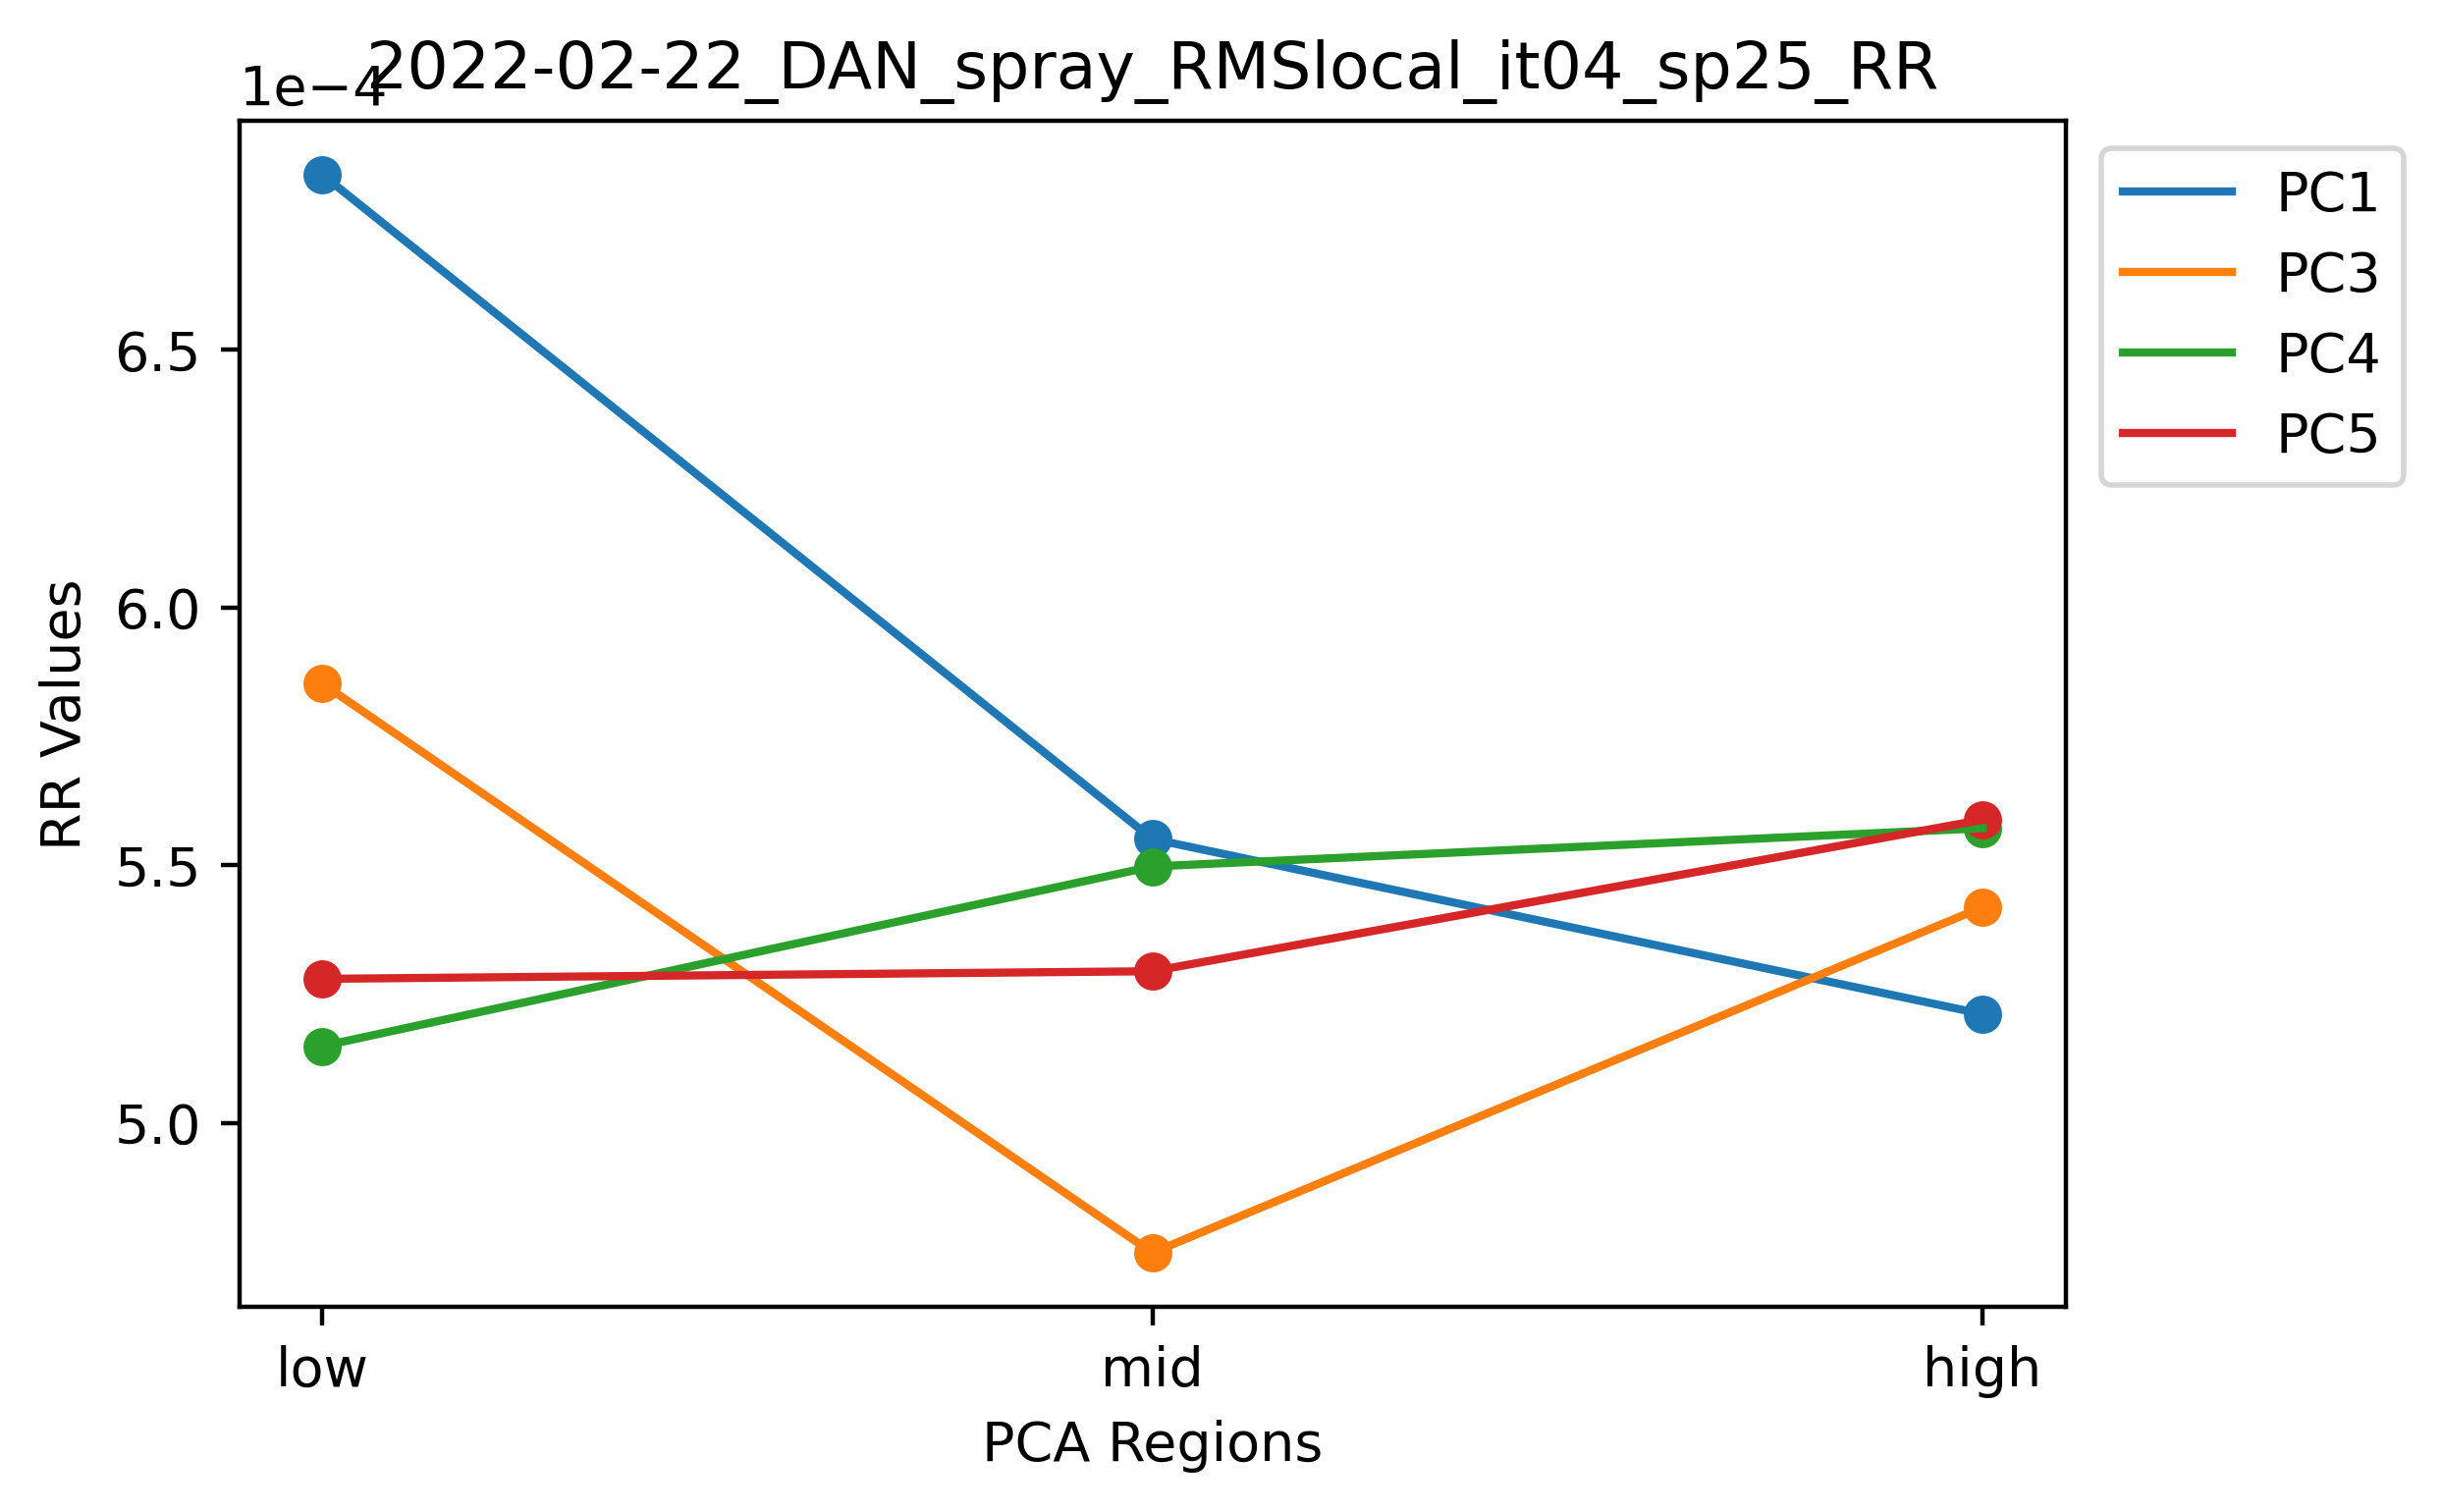 2022-02-22_DAN_spray_RMSlocal_it04_sp25_RR
1e−4
PC1
PC3
PC4
PC5
6.5
6.0
5.5
5.0
RR Values
low
mid
high
PCA Regions